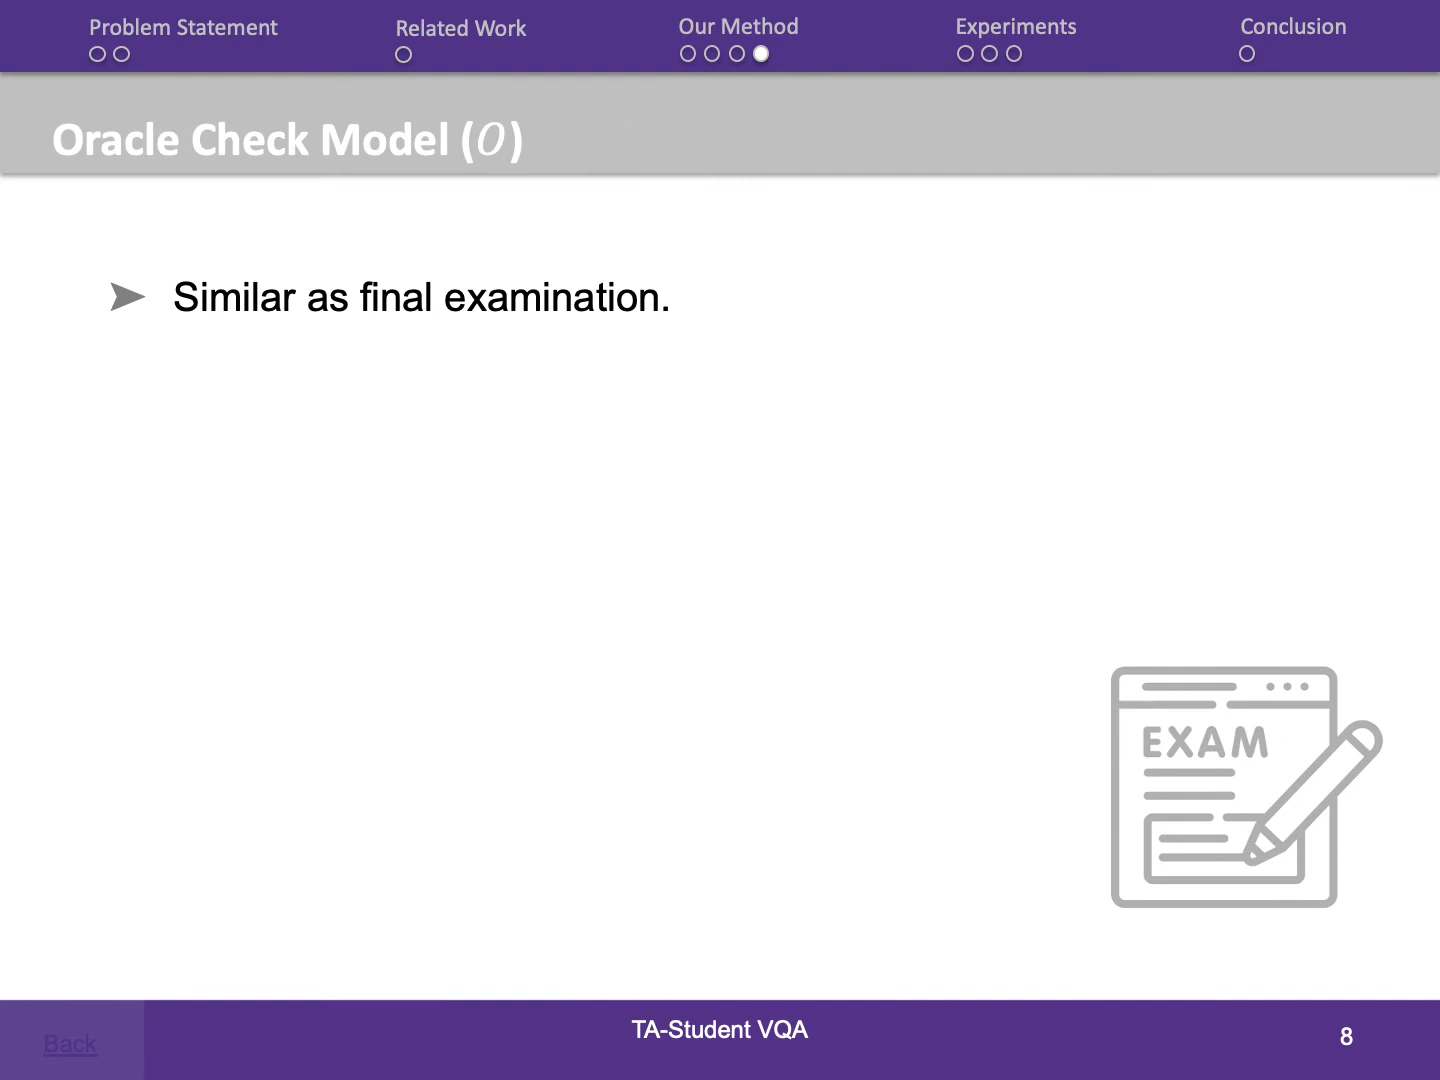 Problem Statement
Related Work
Our Method
Experiments
Conclusion
Oracle Check Model (O)
Similar as final examination.
EXAM
Back
TA-Student VQA
8